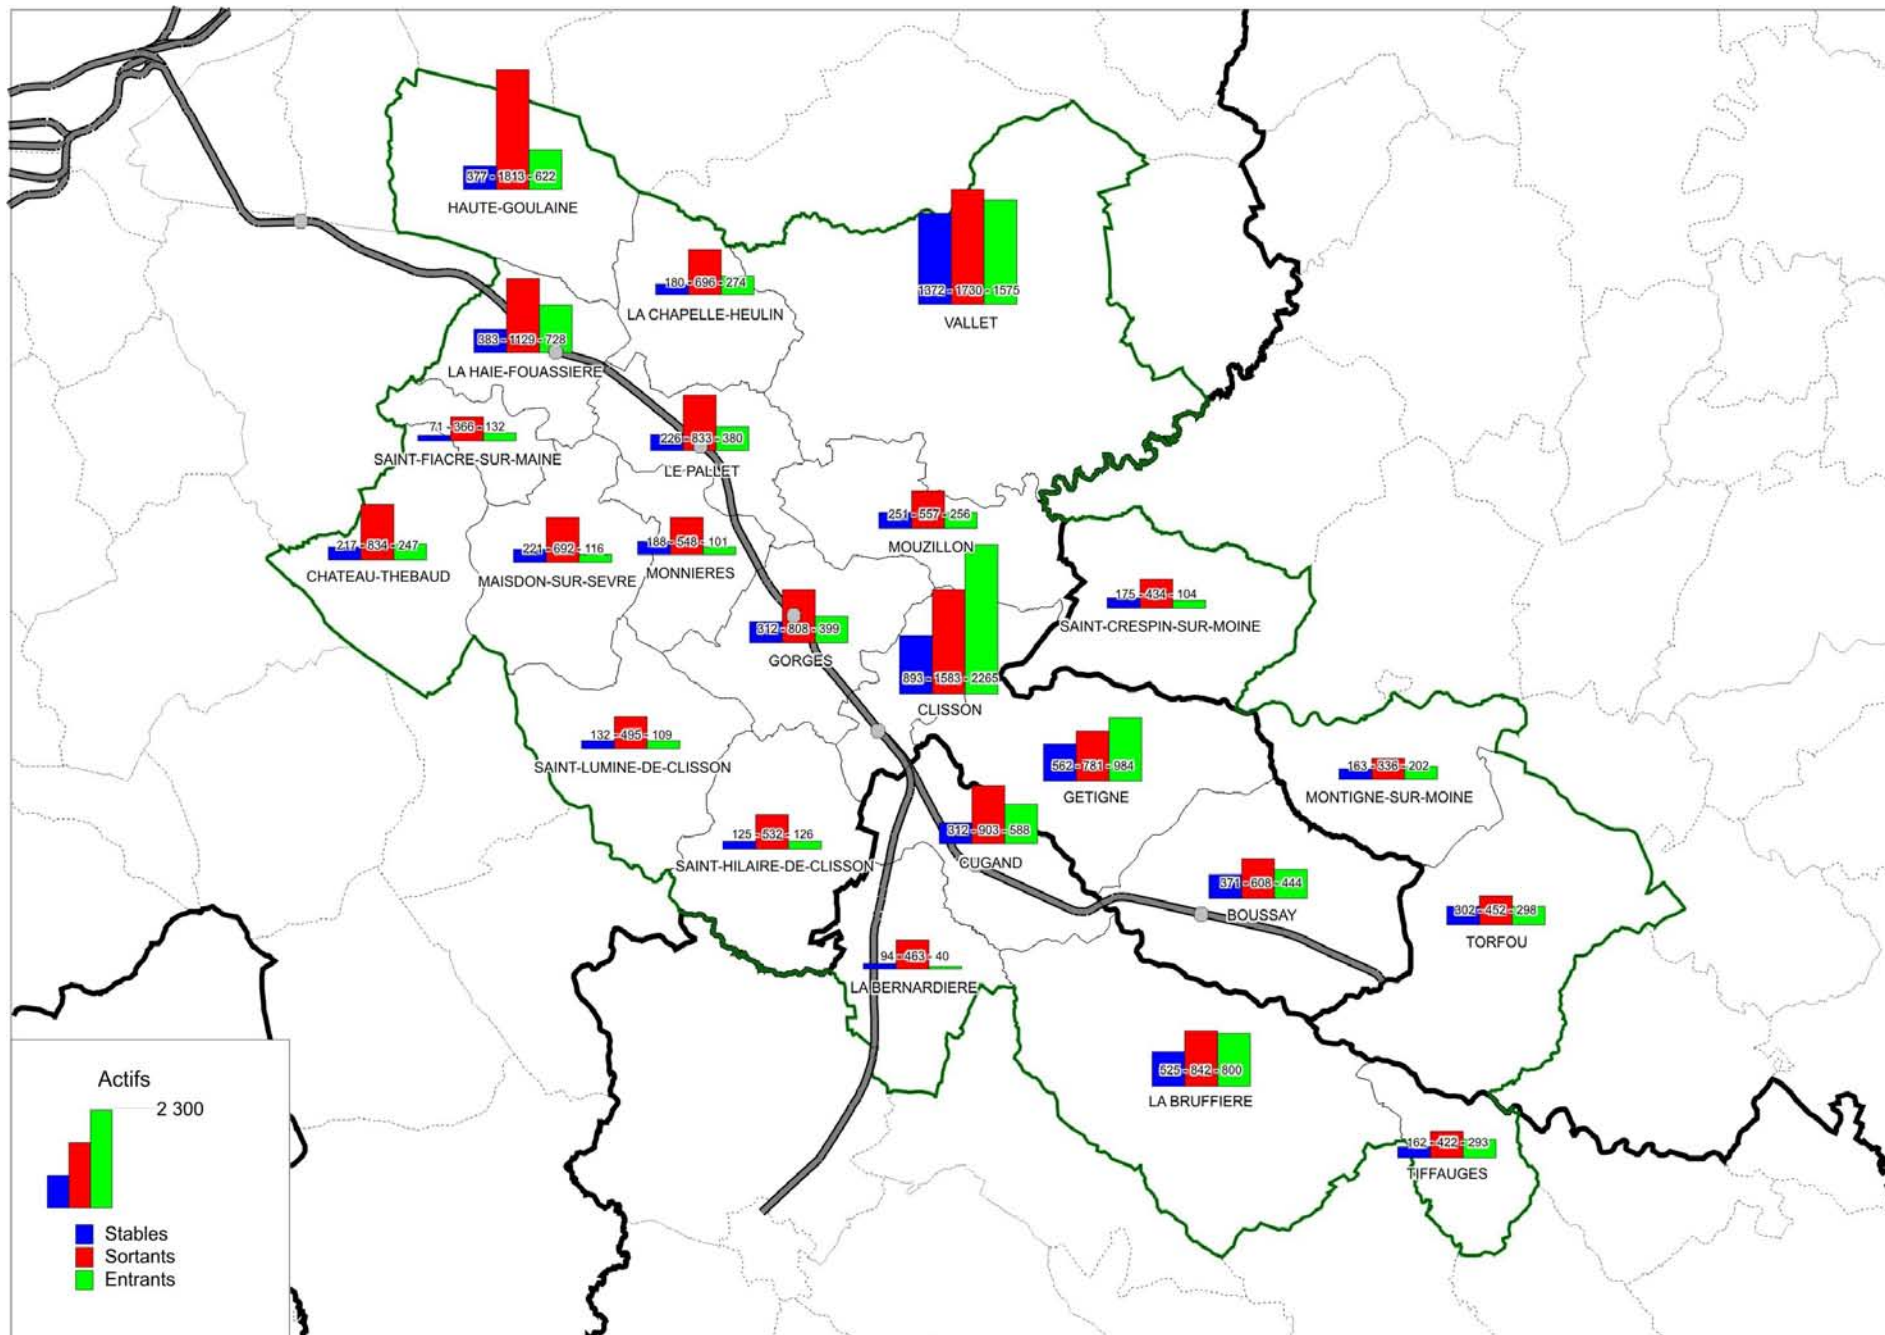 377 - 1813 - 622
HAUTE-GOULAINE
180 - 696 - 274
LA CHAPELLE-HEULIN
1372 - 1730 - 1575
VALLET
383 - 1129 - 728
LA HAIE-FOUASSIERE
71 - 366 - 132
SAINT-FIACRE-SUR-MAINE
226 - 833 - 380
LE PALLET
251 - 557 - 256
MOUZILLON
217 - 834 - 247
CHATEAU-THEBAUD
221 - 692 - 116
MAISDON-SUR-SEVRE
188 - 548 - 101
MONNIERES
175 - 434 - 104
SAINT-CRESPIN-SUR-MOINE
312 - 808 - 399
GORGES
893 - 1583 - 2265
CLISSON
132 - 495 - 109
SAINT-LUMINE-DE-CLISSON
562 - 781 - 984
GETIGNE
163 - 336 - 202
MONTIGNE-SUR-MOINE
125 - 532 - 126
SAINT-HILAIRE-DE-CLISSON
312 - 903 - 588
CUGAND
371 - 608 - 444
BOUSSAY
302 - 452 - 298
TORFOU
94 - 463 - 40
LA BERNARDIERE
525 - 842 - 800
LA BRUFFIERE
162 - 422 - 293
TIFFAUGES
Actifs
2 300
Stables
Sortants
Entrants